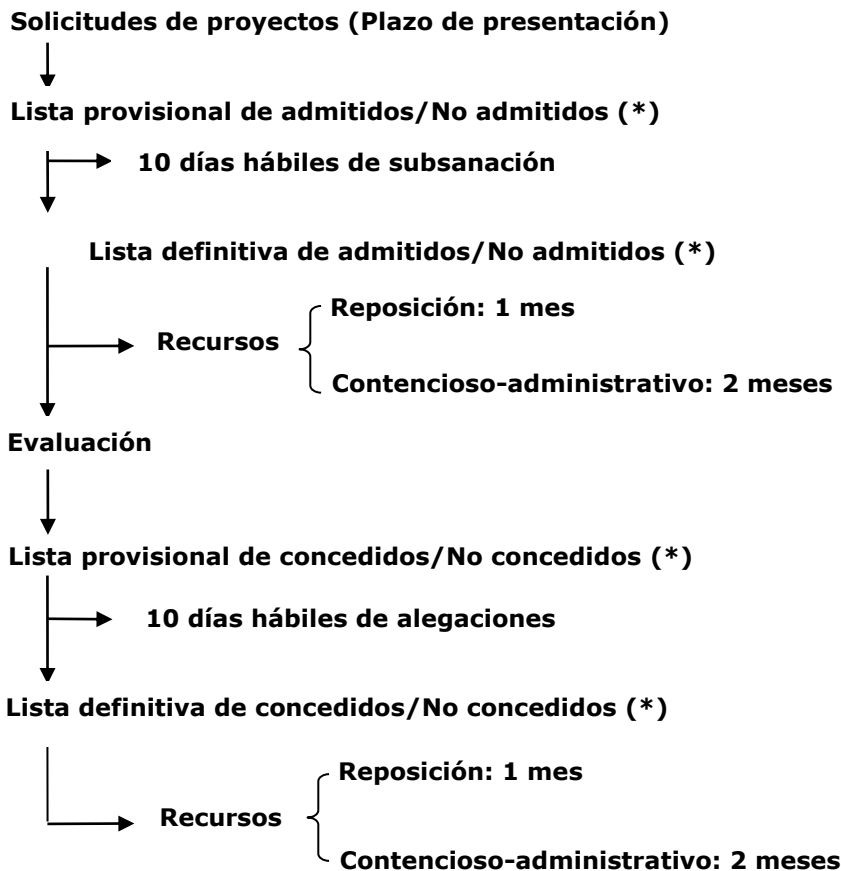 Solicitudes de proyectos (Plazo de presentación)
Lista provisional de admitidos/No admitidos (*)
10 días hábiles de subsanación
Lista definitiva de admitidos/No admitidos (*)
Reposición: 1 mes
Recursos
Contencioso-administrativo: 2 meses
Evaluación
Lista provisional de concedidos/No concedidos (*)
10 días hábiles de alegaciones
Lista definitiva de concedidos/No concedidos (*)
Reposición: 1 mes
Recursos
Contencioso-administrativo: 2 meses